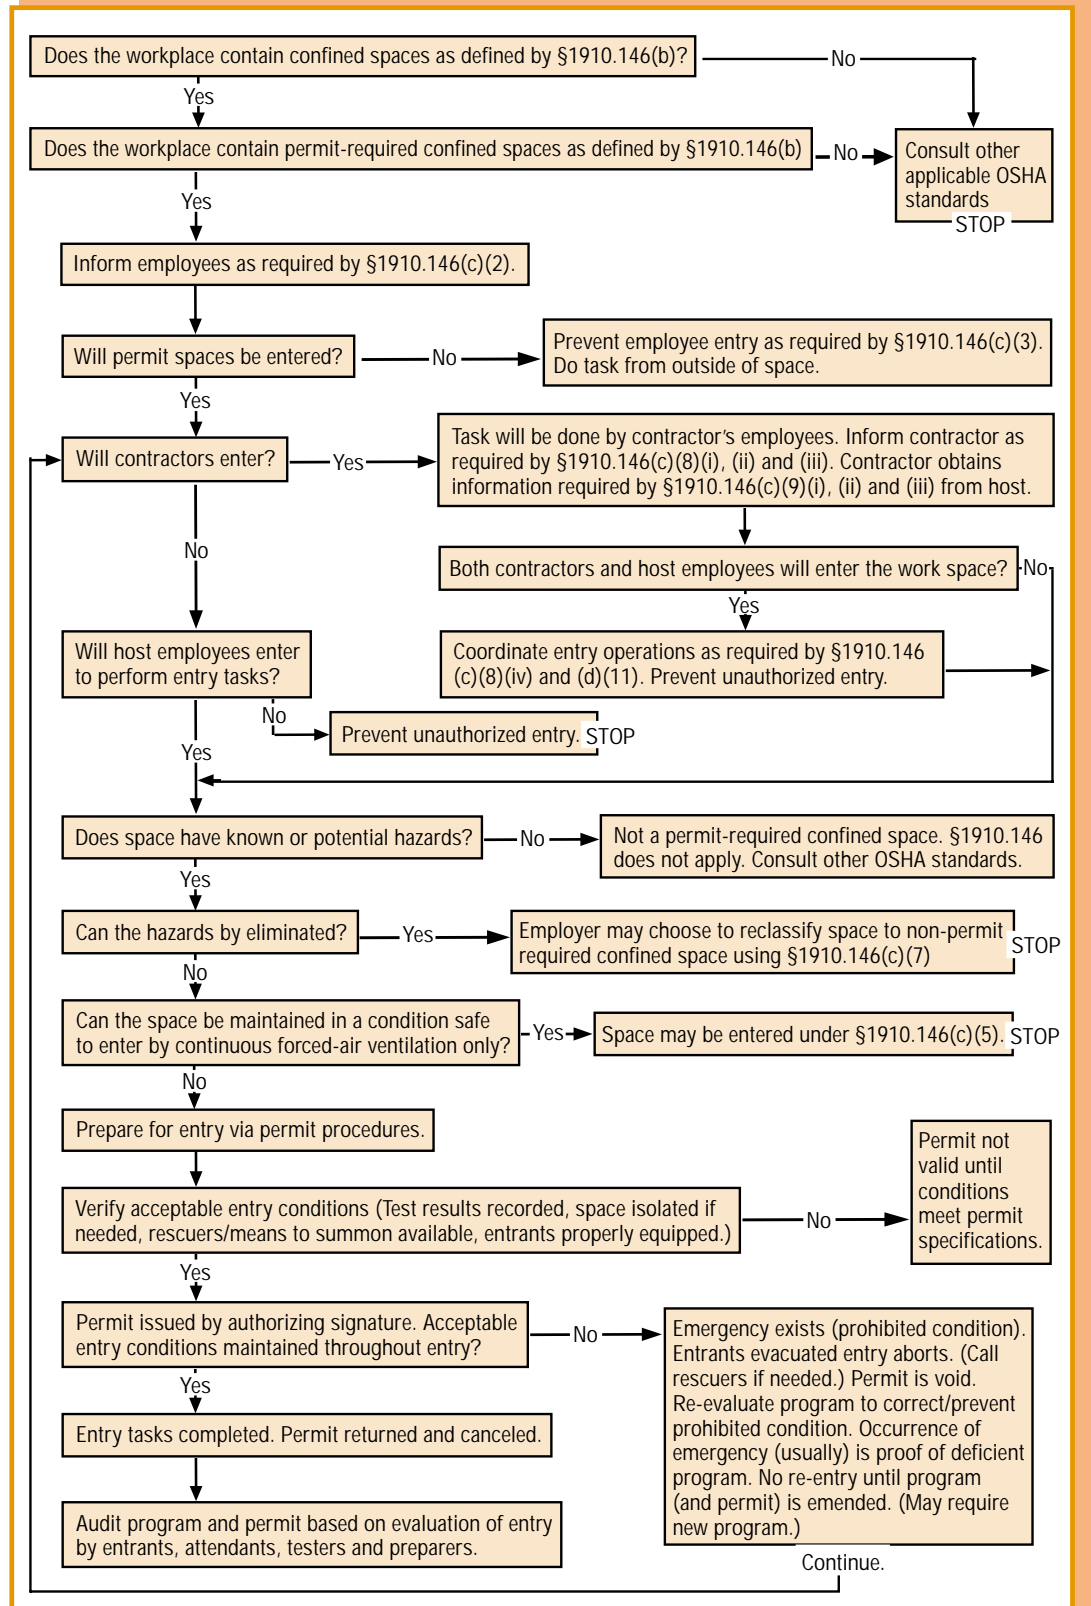 Does the workplace contain confined spaces as defined by §1910.146(b)?
No
Yes
Does the workplace contain permit-required confined spaces as defined by §1910.146(b)
No
Consult other
applicable OSHA
standards
STOP
Yes
Inform employees as required by §1910.146(c)(2).
Will permit spaces be entered?
No
Prevent employee entry as required by §1910.146(c)(3).
Do task from outside of space.
Yes
Will contractors enter?
Yes
Task will be done by contractor's employees. Inform contractor as
required by §1910.146(c)(8)(i), (ii) and (iii). Contractor obtains
information required by §1910.146(c)(9)(i), (ii) and (iii) from host.
No
Both contractors and host employees will enter the work space?
No
Yes
Will host employees enter
to perform entry tasks?
Coordinate entry operations as required by §1910.146
(c)(8)(iv) and (d)(11). Prevent unauthorized entry.
No
Prevent unauthorized entry.
STOP
Yes
Does space have known or potential hazards?
No
Not a permit-required confined space. §1910.146
does not apply. Consult other OSHA standards.
Yes
Can the hazards by eliminated?
Yes
Employer may choose to reclassify space to non-permit
required confined space using §1910.146(c)(7)
STOP
No
Can the space be maintained in a condition safe
to enter by continuous forced-air ventilation only?
Yes
Space may be entered under §1910.146(c)(5).
STOP
No
Prepare for entry via permit procedures.
Verify acceptable entry conditions (Test results recorded, space isolated if
needed, rescuers/means to summon available, entrants properly equipped.)
No
Permit not
valid until
conditions
meet permit
specifications.
Yes
Permit issued by authorizing signature. Acceptable
entry conditions maintained throughout entry?
No
Emergency exists (prohibited condition).
Entrants evacuated entry aborts. (Call
rescuers if needed.) Permit is void.
Re-evaluate program to correct/prevent
prohibited condition. Occurrence of
emergency (usually) is proof of deficient
program. No re-entry until program
(and permit) is emended. (May require
new program.)
Yes
Entry tasks completed. Permit returned and canceled.
Audit program and permit based on evaluation of entry
by entrants, attendants, testers and preparers.
Continue.